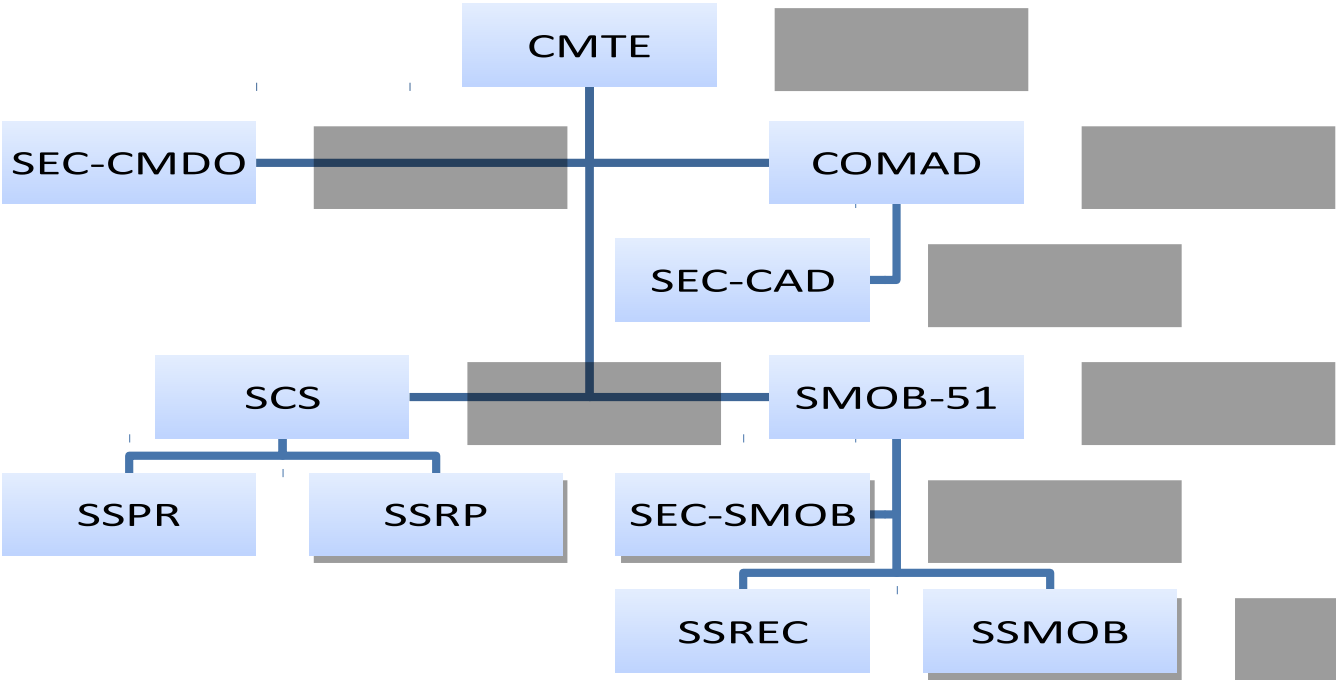 CMTE
SEC-CMDO
COMAD
SEC-CAD
SCS
SMOB-51
SSPR
SSRP
SEC-SMOB
SSREC
SSMOB